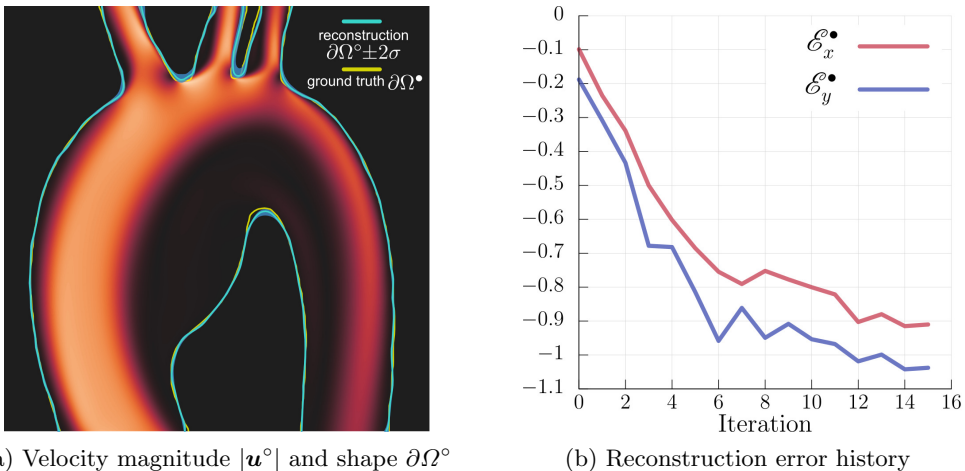 reconstruction
∂Ω°±2σ
ground truth ∂Ω•
) Velocity magnitude |u°| and shape ∂Ω°
0
−0.1
−0.2
−0.3
−0.4
−0.5
−0.6
−0.7
−0.8
−0.9
−1
−1.1
ℰx•
ℰy•
0 2 4 6 8 10 12 14 16
Iteration
(b) Reconstruction error history